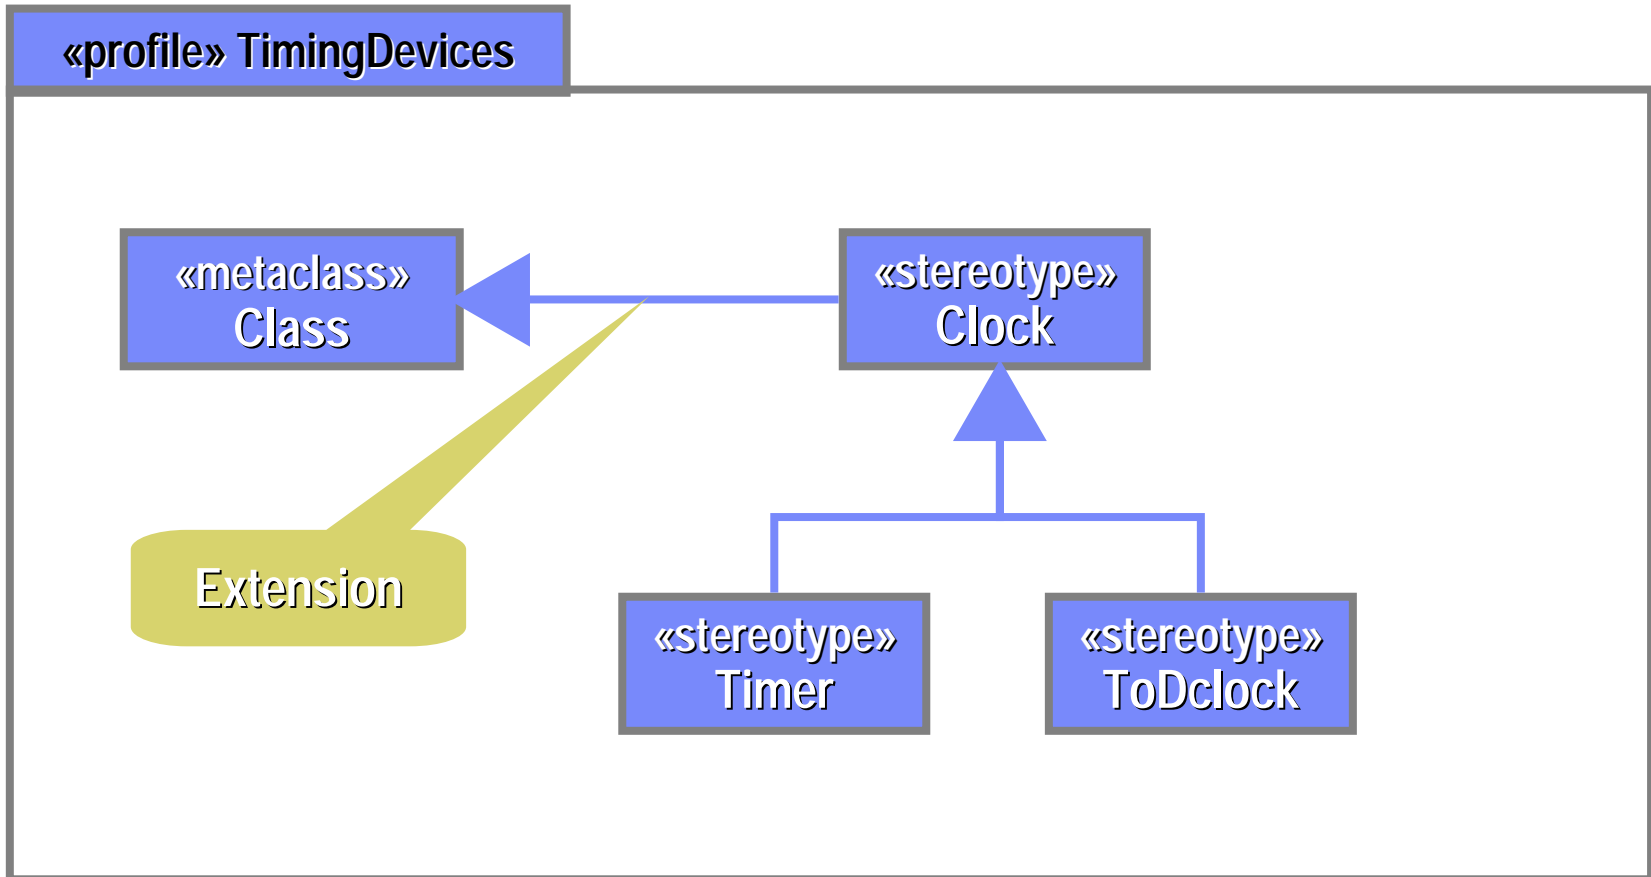 «profile» TimingDevices
«metaclass»
Class
«stereotype»
Clock
Extension
«stereotype»
Timer
«stereotype»
ToDclock